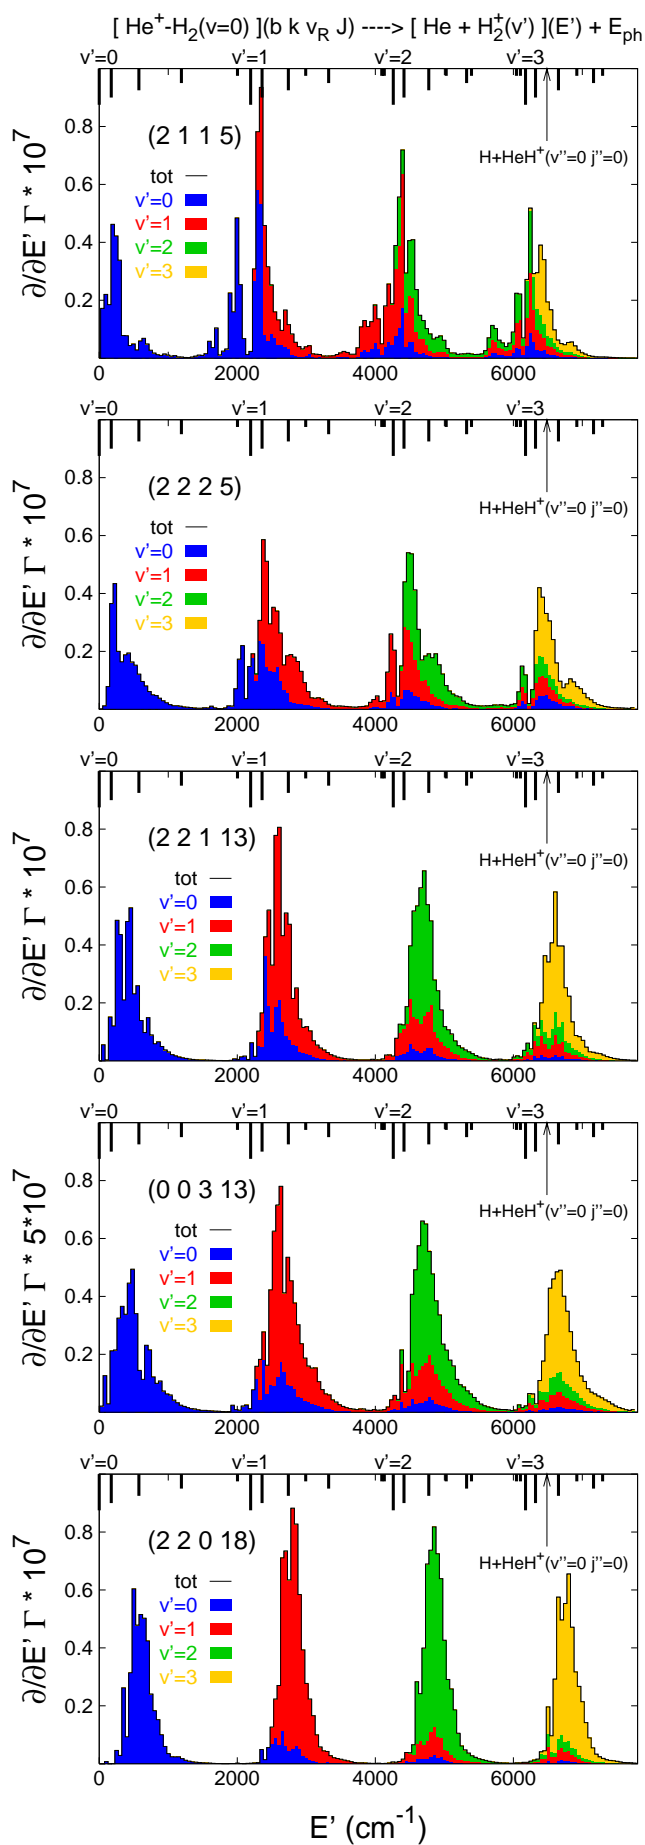 [ He⁺-H₂(v=0) ](b k v_R J) ----> [ He + H₂⁺(v') ](E') + E_ph
v'=0 v'=1 v'=2 v'=3
(2 1 1 5)
H+HeH⁺(v''=0 j''=0)
tot
v'=0
v'=1
v'=2
v'=3
0.8
0.6
0.4
0.2
∂/∂E' Γ * 10⁷
0 2000 4000 6000
v'=0 v'=1 v'=2 v'=3
(2 2 2 5)
H+HeH⁺(v''=0 j''=0)
tot
v'=0
v'=1
v'=2
v'=3
0.8
0.6
0.4
0.2
∂/∂E' Γ * 10⁷
0 2000 4000 6000
v'=0 v'=1 v'=2 v'=3
(2 2 1 13)
H+HeH⁺(v''=0 j''=0)
tot
v'=0
v'=1
v'=2
v'=3
0.8
0.6
0.4
0.2
∂/∂E' Γ * 10⁷
0 2000 4000 6000
v'=0 v'=1 v'=2 v'=3
(0 0 3 13)
H+HeH⁺(v''=0 j''=0)
tot
v'=0
v'=1
v'=2
v'=3
0.8
0.6
0.4
0.2
∂/∂E' Γ * 5*10⁷
0 2000 4000 6000
v'=0 v'=1 v'=2 v'=3
(2 2 0 18)
H+HeH⁺(v''=0 j''=0)
tot
v'=0
v'=1
v'=2
v'=3
0.8
0.6
0.4
0.2
∂/∂E' Γ * 10⁷
0 2000 4000 6000
E' (cm⁻¹)